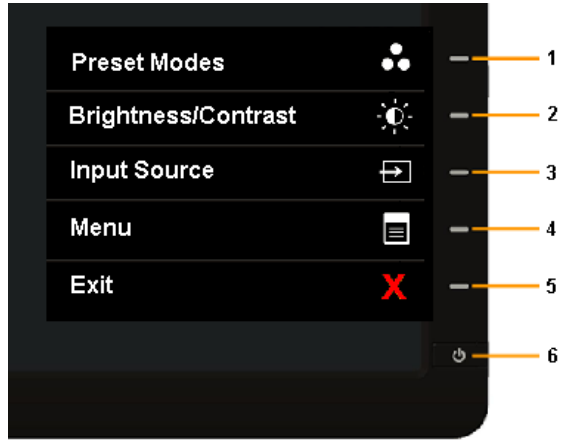 Preset Modes 1
Brightness/Contrast 2
Input Source 3
Menu 4
Exit X 5
6